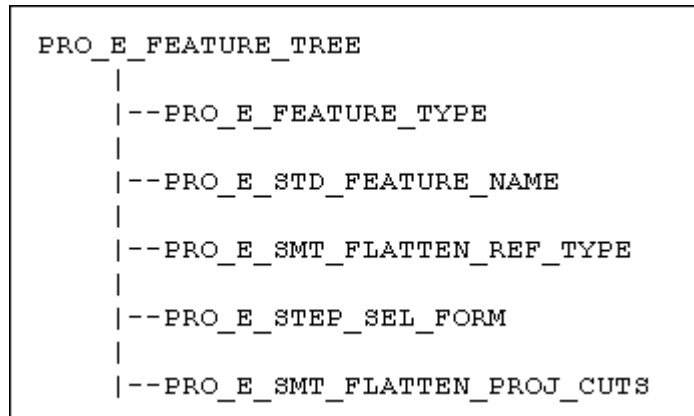 PRO_E_FEATURE_TREE
|
|--PRO_E_FEATURE_TYPE
|
|--PRO_E_STD_FEATURE_NAME
|
|--PRO_E_SMT_FLATTEN_REF_TYPE
|
|--PRO_E_STEP_SEL_FORM
|
|--PRO_E_SMT_FLATTEN_PROJ_CUTS